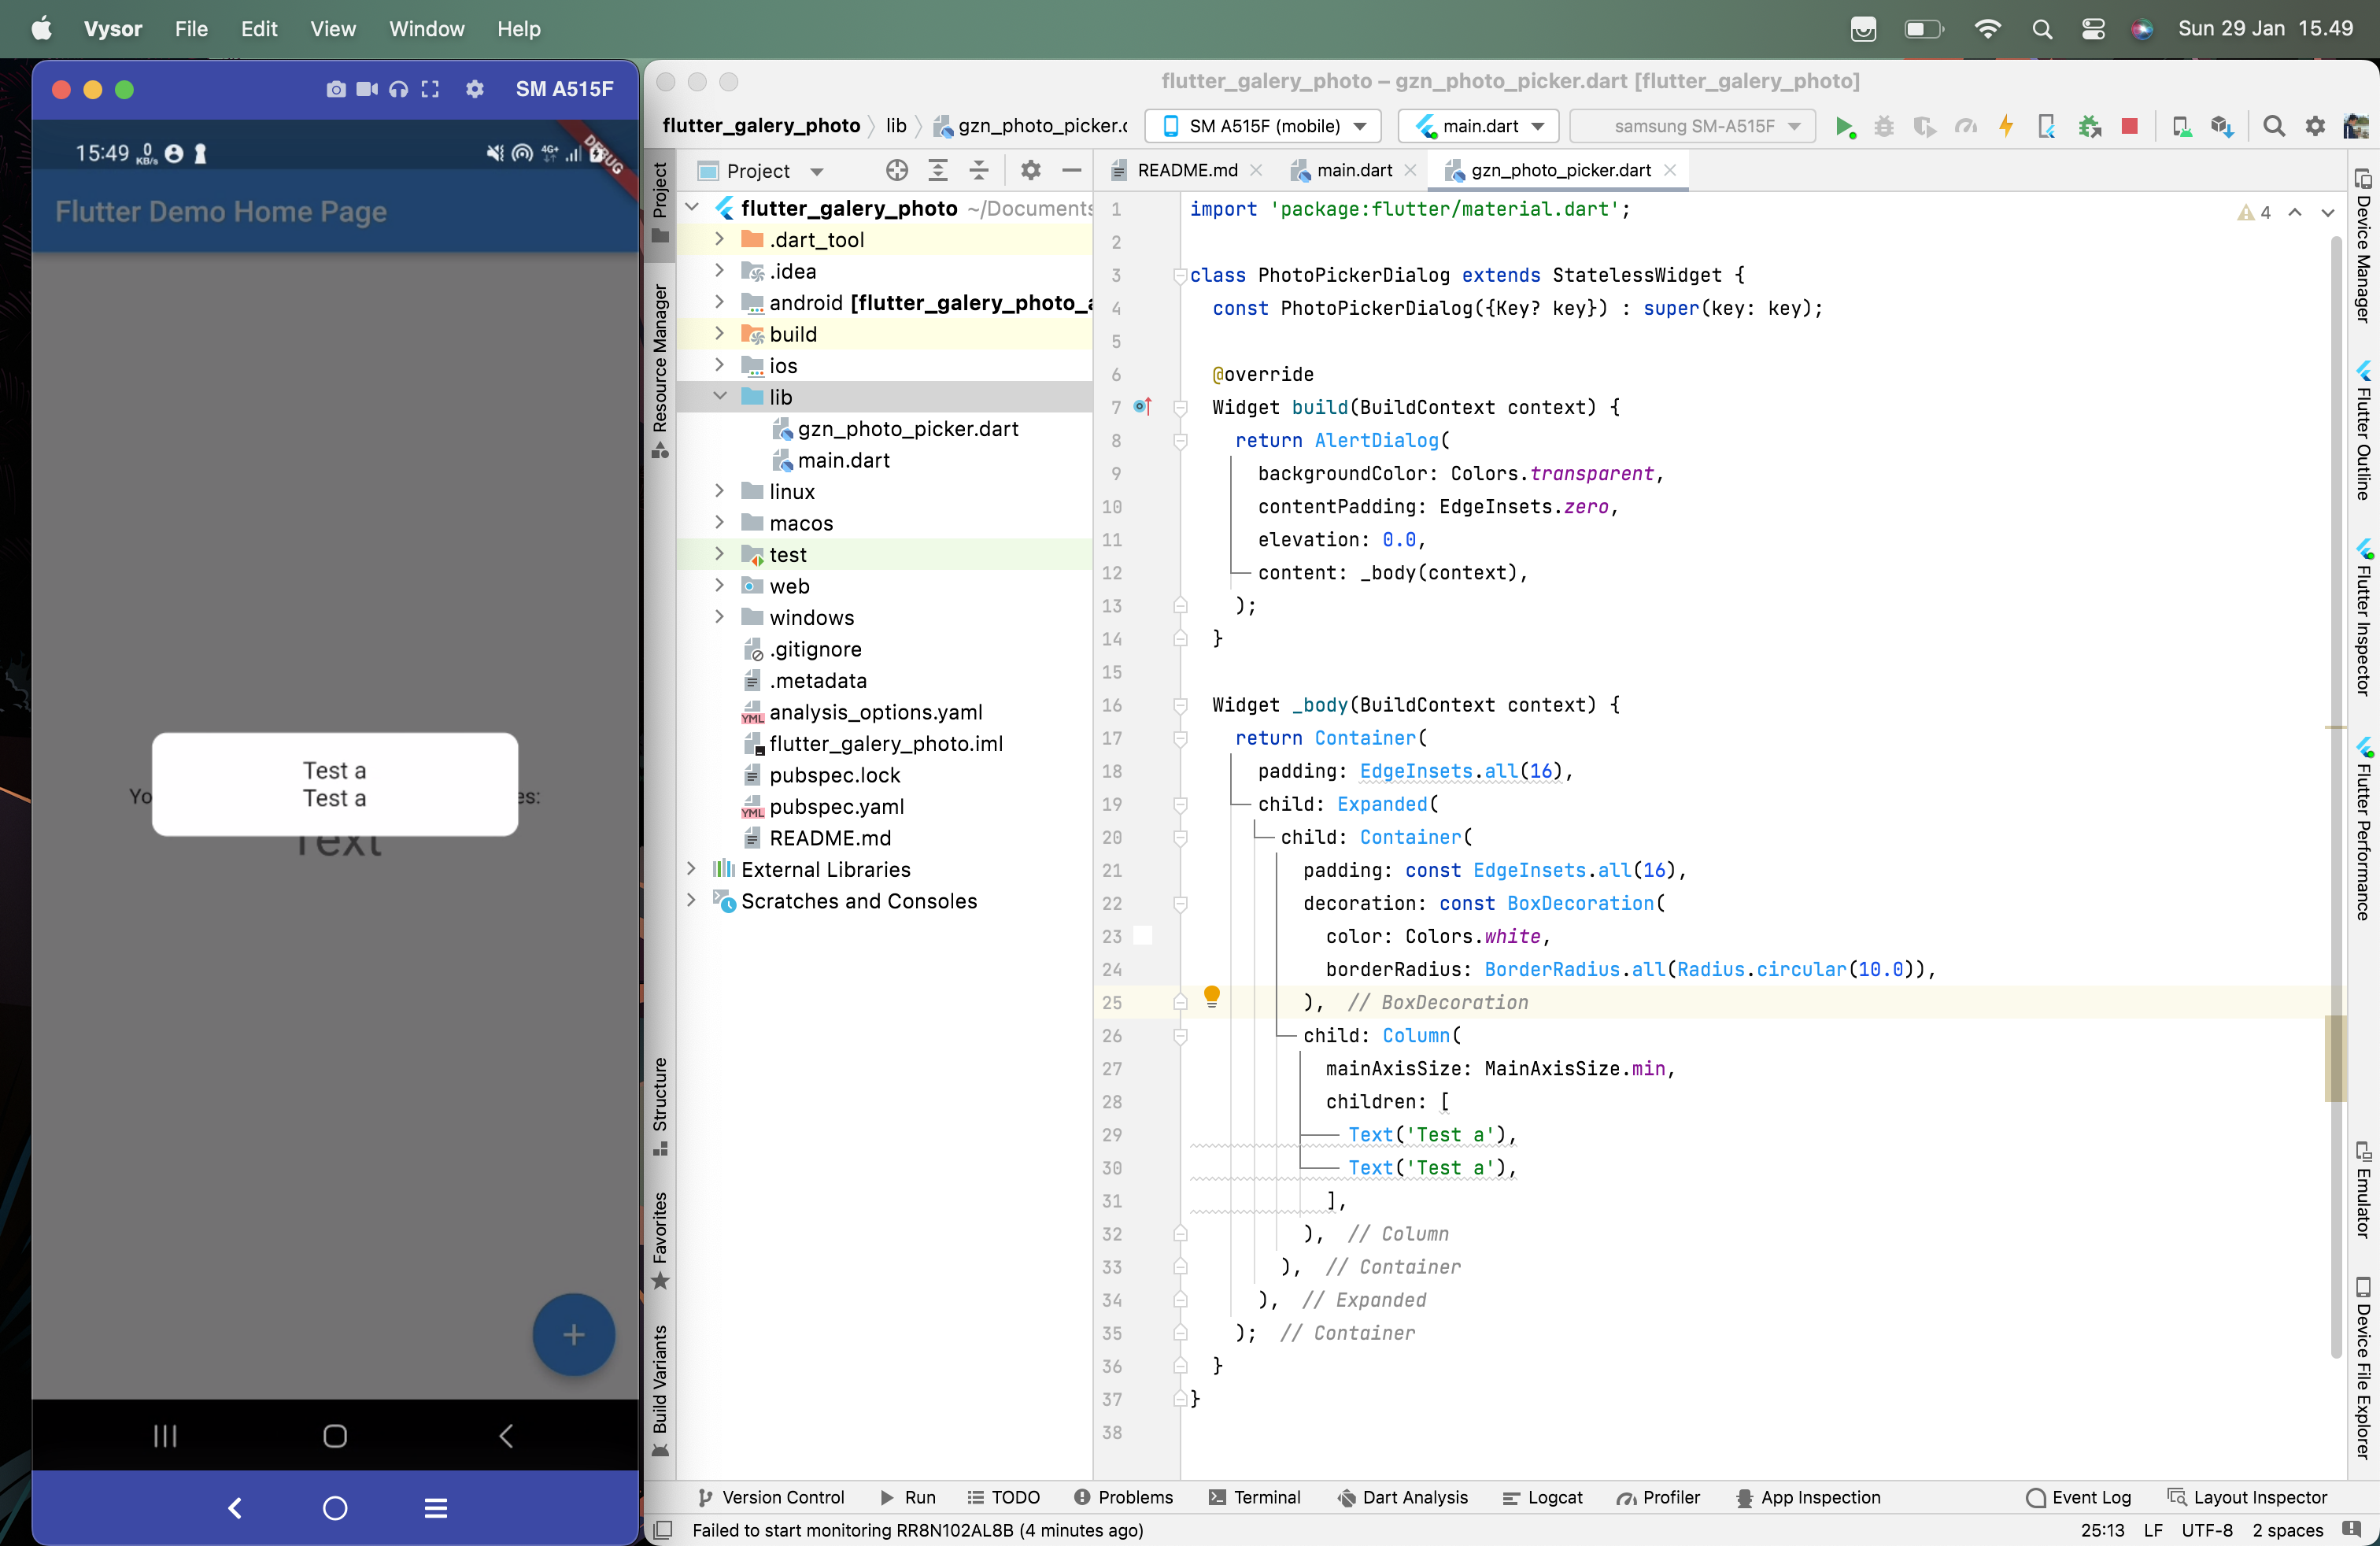 Vysor File Edit View Window Help
Sun 29 Jan 15.49
SM A515F
15:49 0 KB/s
4G+
DEBUG
Flutter Demo Home Page
Test a
Test a
Yo
es:
Text
flutter_galery_photo – gzn_photo_picker.dart [flutter_galery_photo]
flutter_galery_photo lib gzn_photo_picker.c
SM A515F (mobile)
main.dart
samsung SM-A515F
Project
README.md
main.dart
gzn_photo_picker.dart
Project
Resource Manager
Structure
Favorites
Build Variants
flutter_galery_photo ~/Documents
.dart_tool
.idea
android [flutter_galery_photo_a
build
ios
lib
gzn_photo_picker.dart
main.dart
linux
macos
test
web
windows
.gitignore
.metadata
YML analysis_options.yaml
flutter_galery_photo.iml
pubspec.lock
YML pubspec.yaml
README.md
External Libraries
Scratches and Consoles
4
1 import 'package:flutter/material.dart';
2
3 class PhotoPickerDialog extends StatelessWidget {
4 const PhotoPickerDialog({Key? key}) : super(key: key);
5
6 @override
7 Widget build(BuildContext context) {
8 return AlertDialog(
9 backgroundColor: Colors.transparent,
10 contentPadding: EdgeInsets.zero,
11 elevation: 0.0,
12 content: _body(context),
13 );
14 }
15
16 Widget _body(BuildContext context) {
17 return Container(
18 padding: EdgeInsets.all(16),
19 child: Expanded(
20 child: Container(
21 padding: const EdgeInsets.all(16),
22 decoration: const BoxDecoration(
23 color: Colors.white,
24 borderRadius: BorderRadius.all(Radius.circular(10.0)),
25 ), // BoxDecoration
26 child: Column(
27 mainAxisSize: MainAxisSize.min,
28 children: [
29 Text('Test a'),
30 Text('Test a'),
31 ],
32 ), // Column
33 ), // Container
34 ), // Expanded
35 ); // Container
36 }
37 }
38
Device Manager
Flutter Outline
Flutter Inspector
Flutter Performance
Emulator
Device File Explorer
Version Control Run TODO Problems Terminal Dart Analysis Logcat Profiler App Inspection Event Log Layout Inspector
Failed to start monitoring RR8N102AL8B (4 minutes ago)
25:13 LF UTF-8 2 spaces